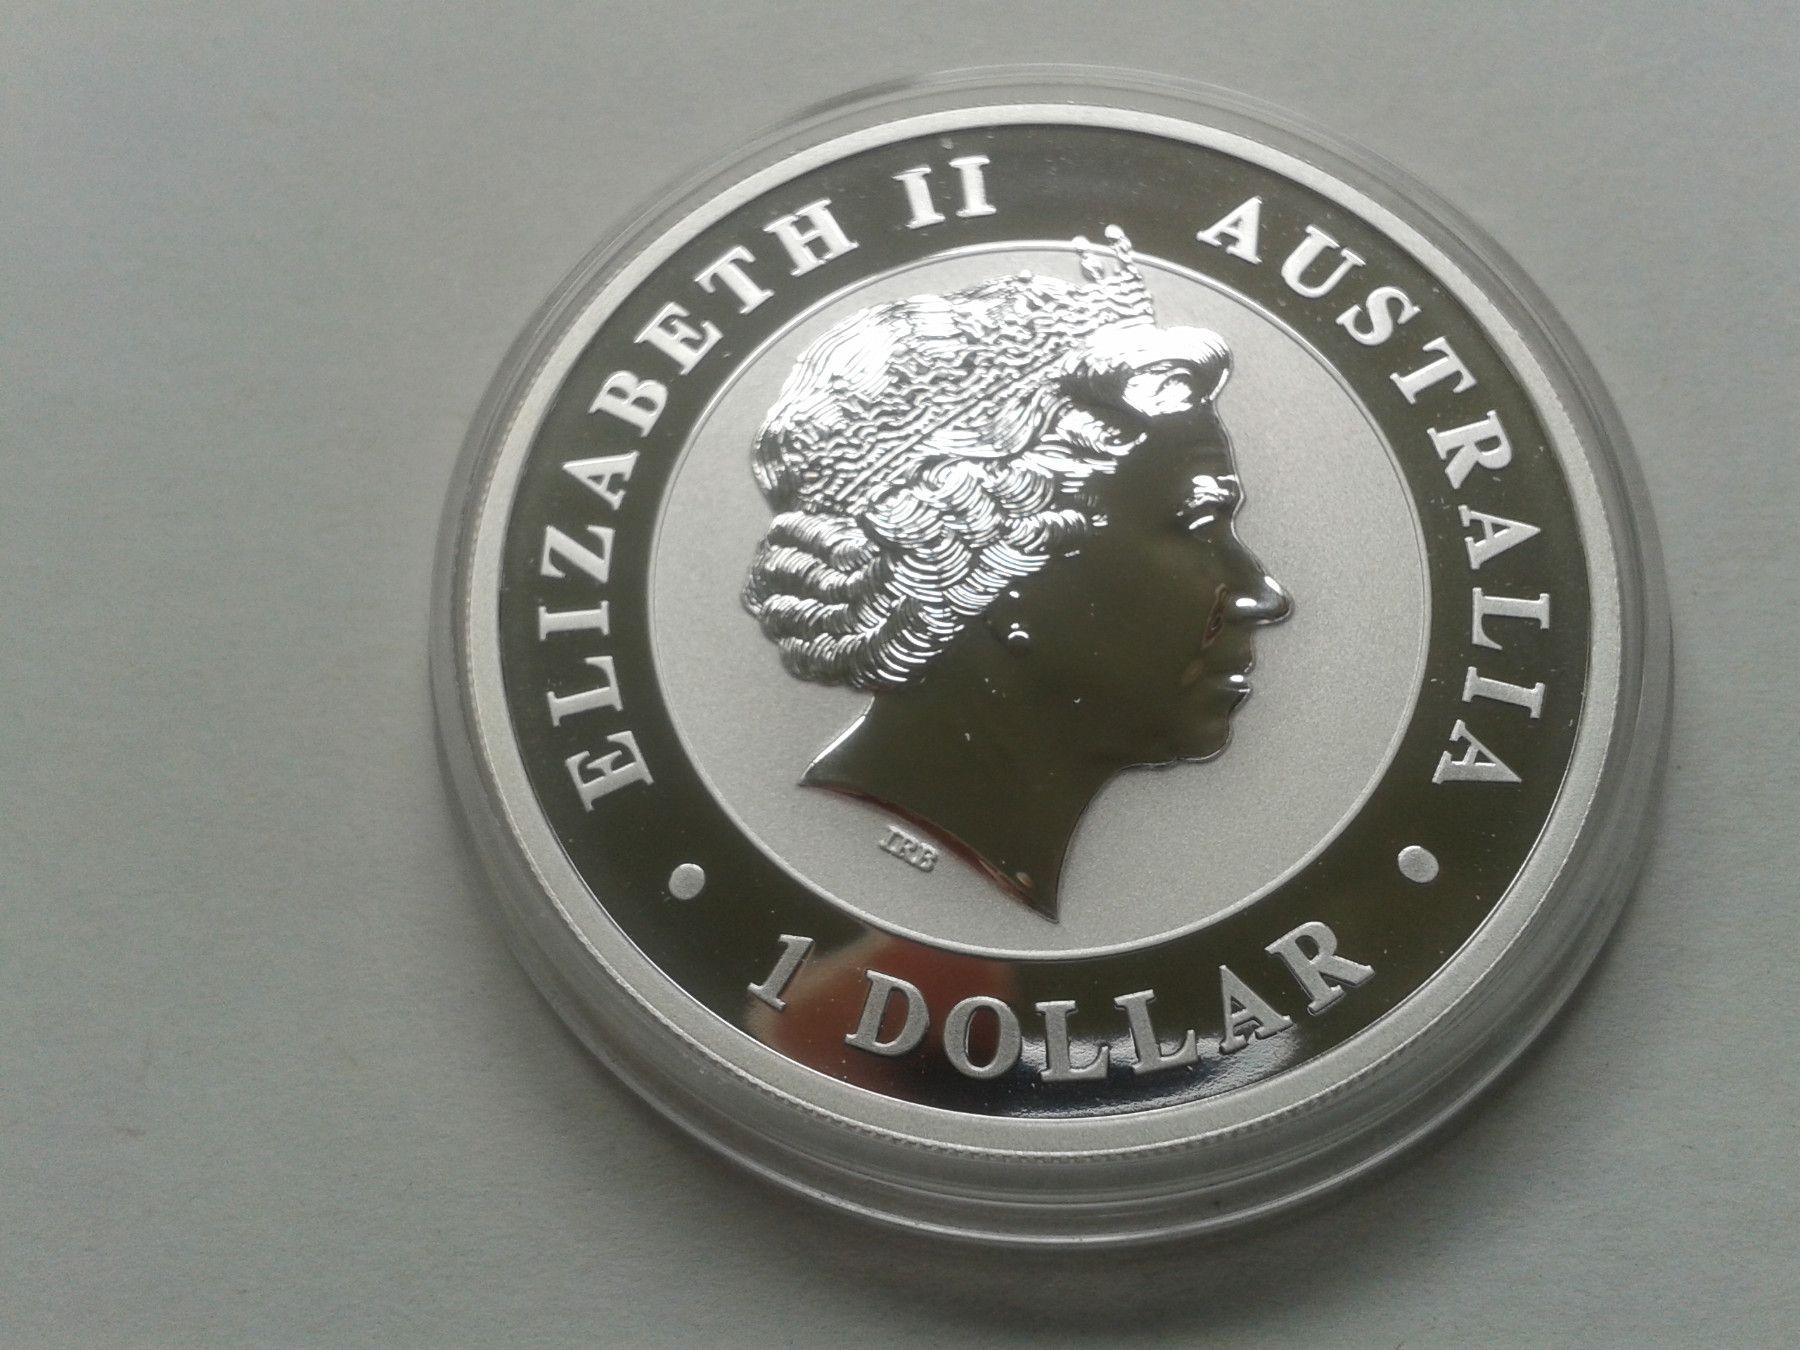 ELIZABETH II AUSTRALIA
IRB
• 1 DOLLAR •